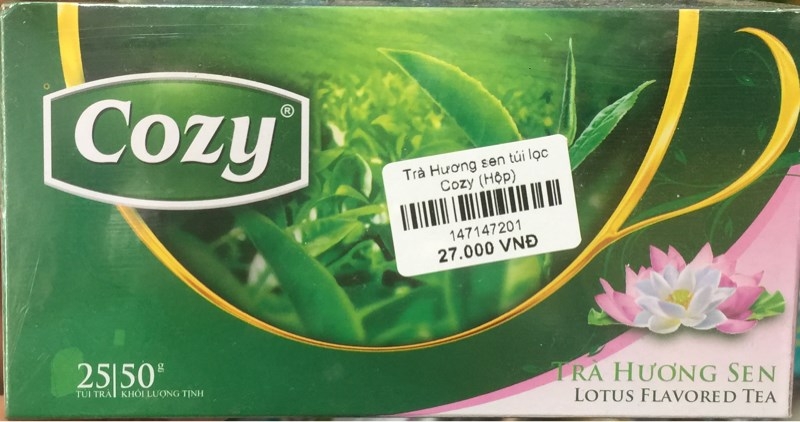 Cozy®
Trà Hương sen túi lọc
Cozy (Hộp)
147147201
27.000 VNĐ
25|50g
TÚI TRÀ KHỐI LƯỢNG TỊNH
TRÀ HƯƠNG SEN
LOTUS FLAVORED TEA